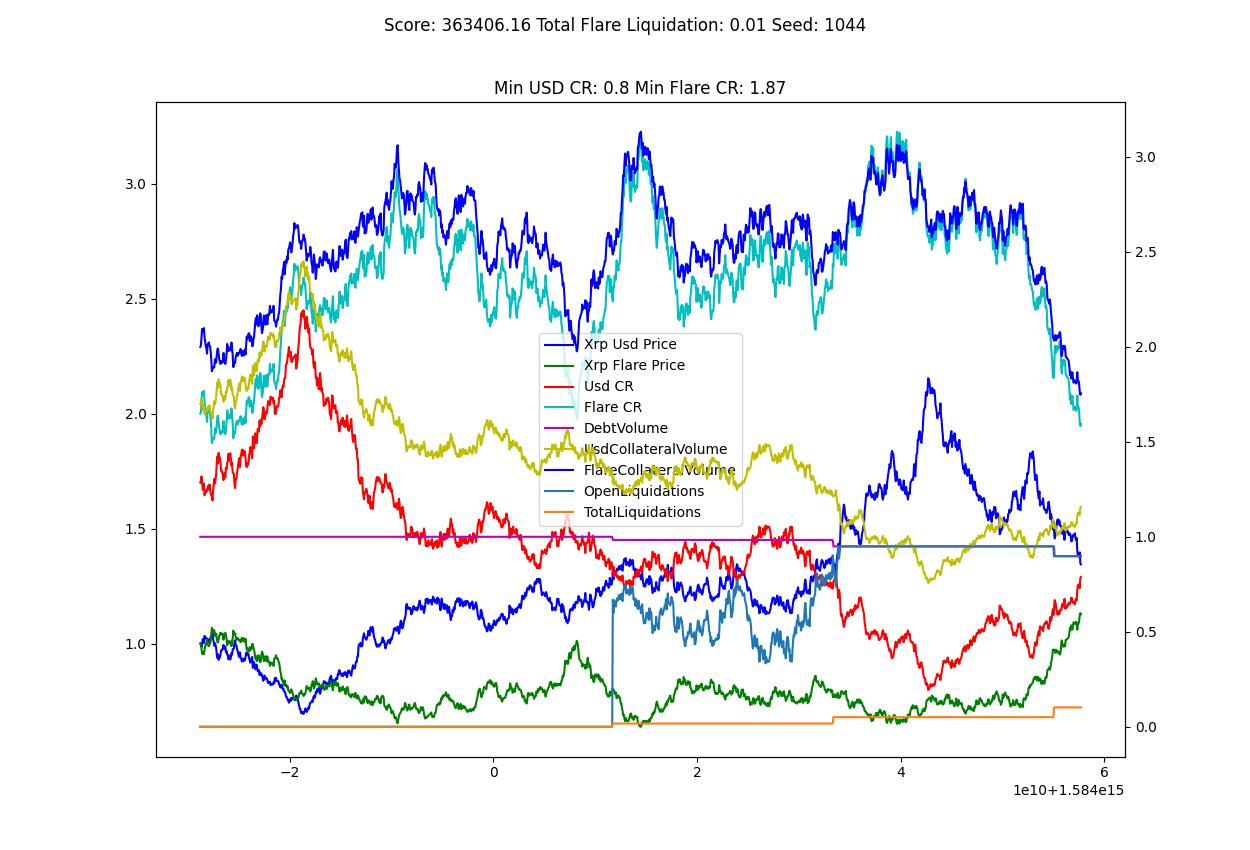 Score: 363406.16 Total Flare Liquidation: 0.01 Seed: 1044
Min USD CR: 0.8 Min Flare CR: 1.87
3.0
2.5
2.0
1.5
1.0
3.0
2.5
2.0
1.5
1.0
0.5
0.0
Xrp Usd Price
Xrp Flare Price
Usd CR
Flare CR
DebtVolume
UsdCollateralVolume
FlareCollateralVolume
OpenLiquidations
TotalLiquidations
−2 0 2 4 6
1e10+1.584e15